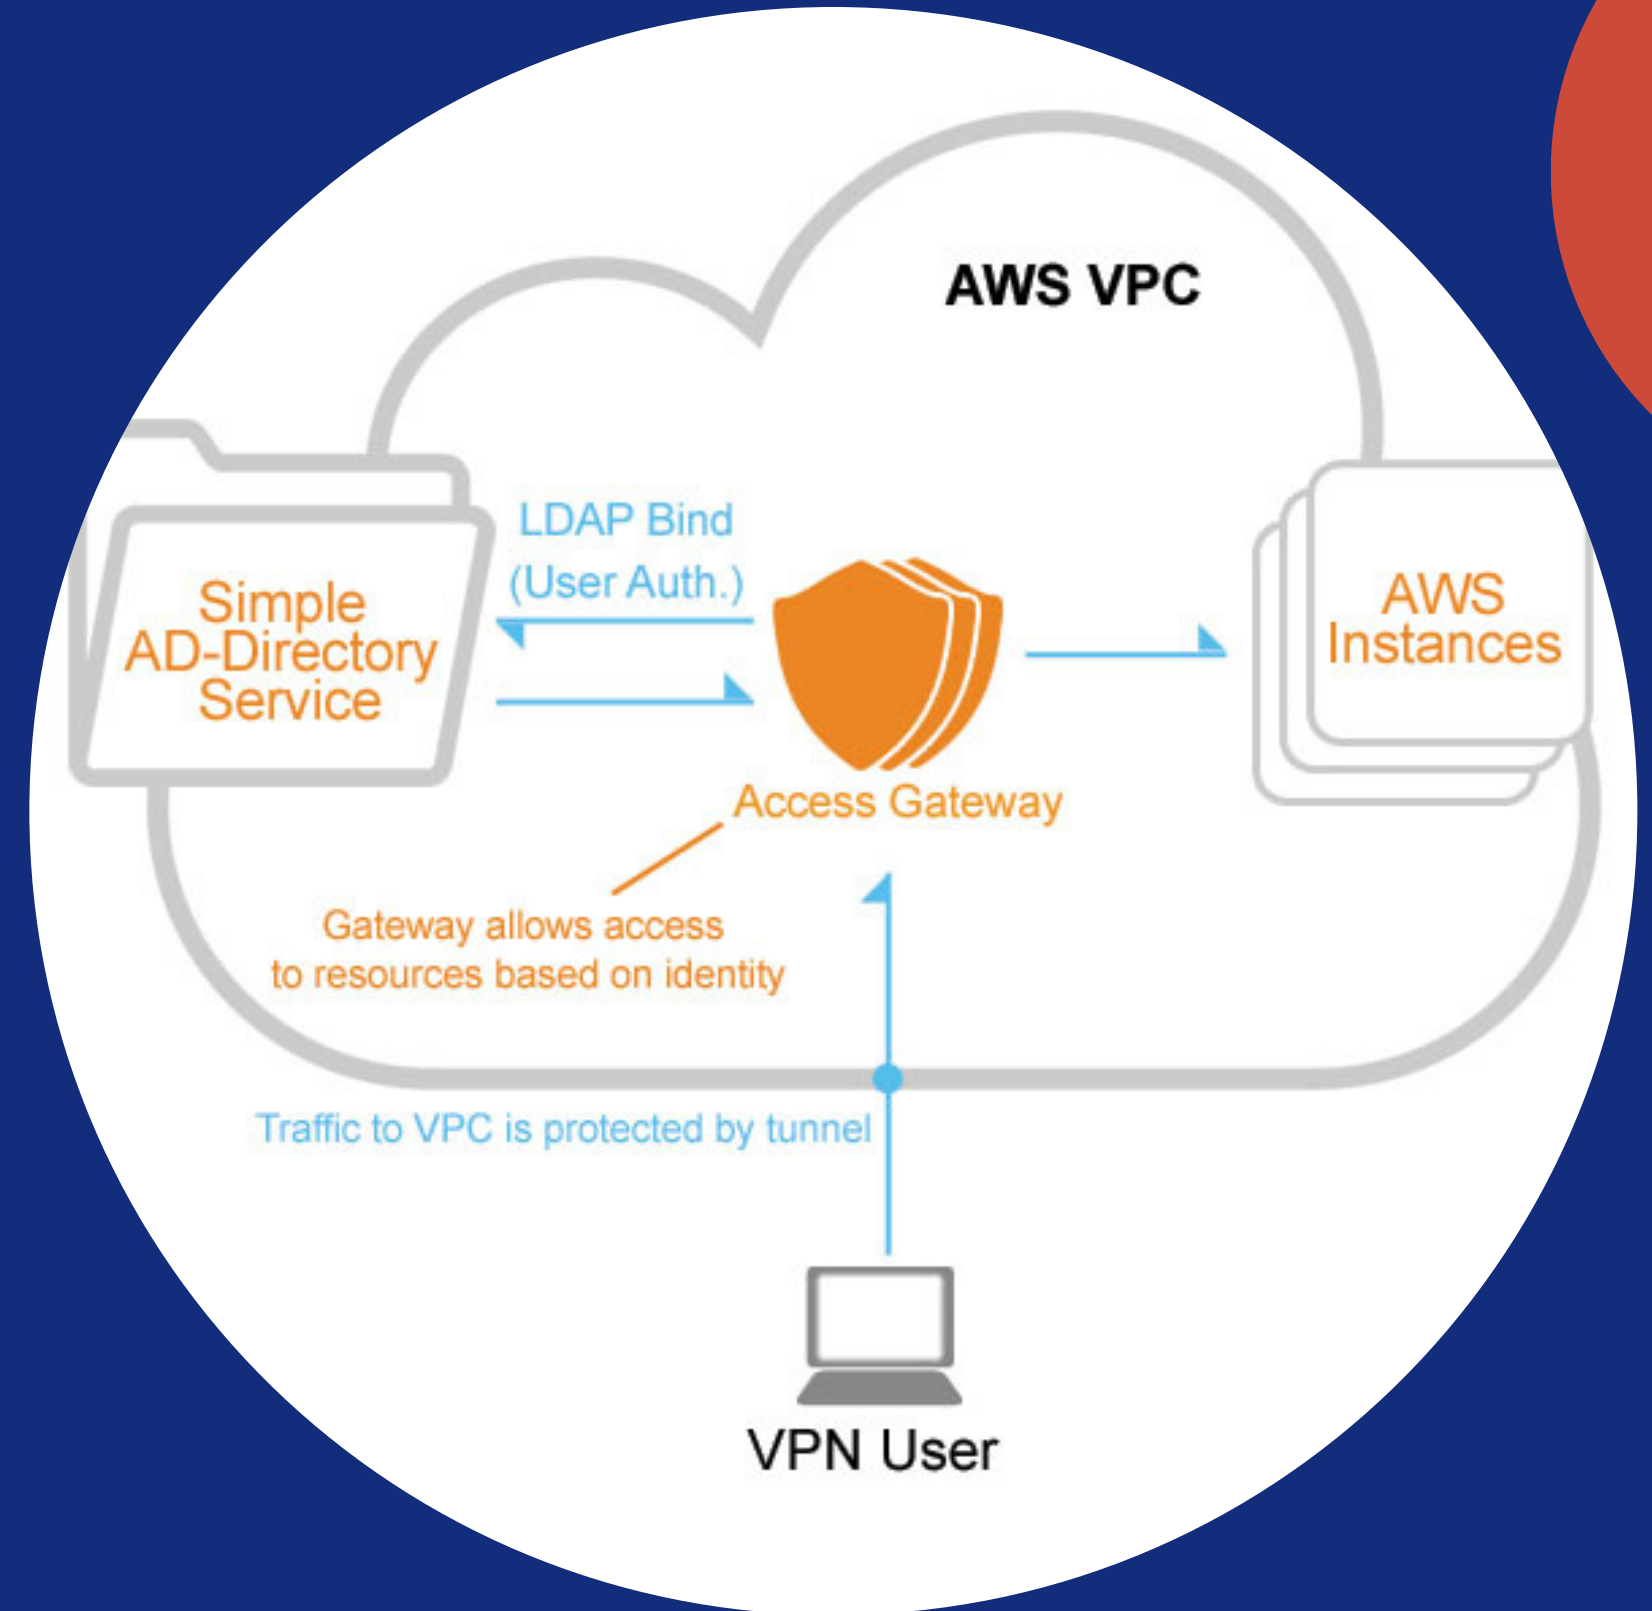 AWS VPC
LDAP Bind
(User Auth.)
Simple
AD-Directory
Service
AWS
Instances
Access Gateway
Gateway allows access
to resources based on identity
Traffic to VPC is protected by tunnel
VPN User